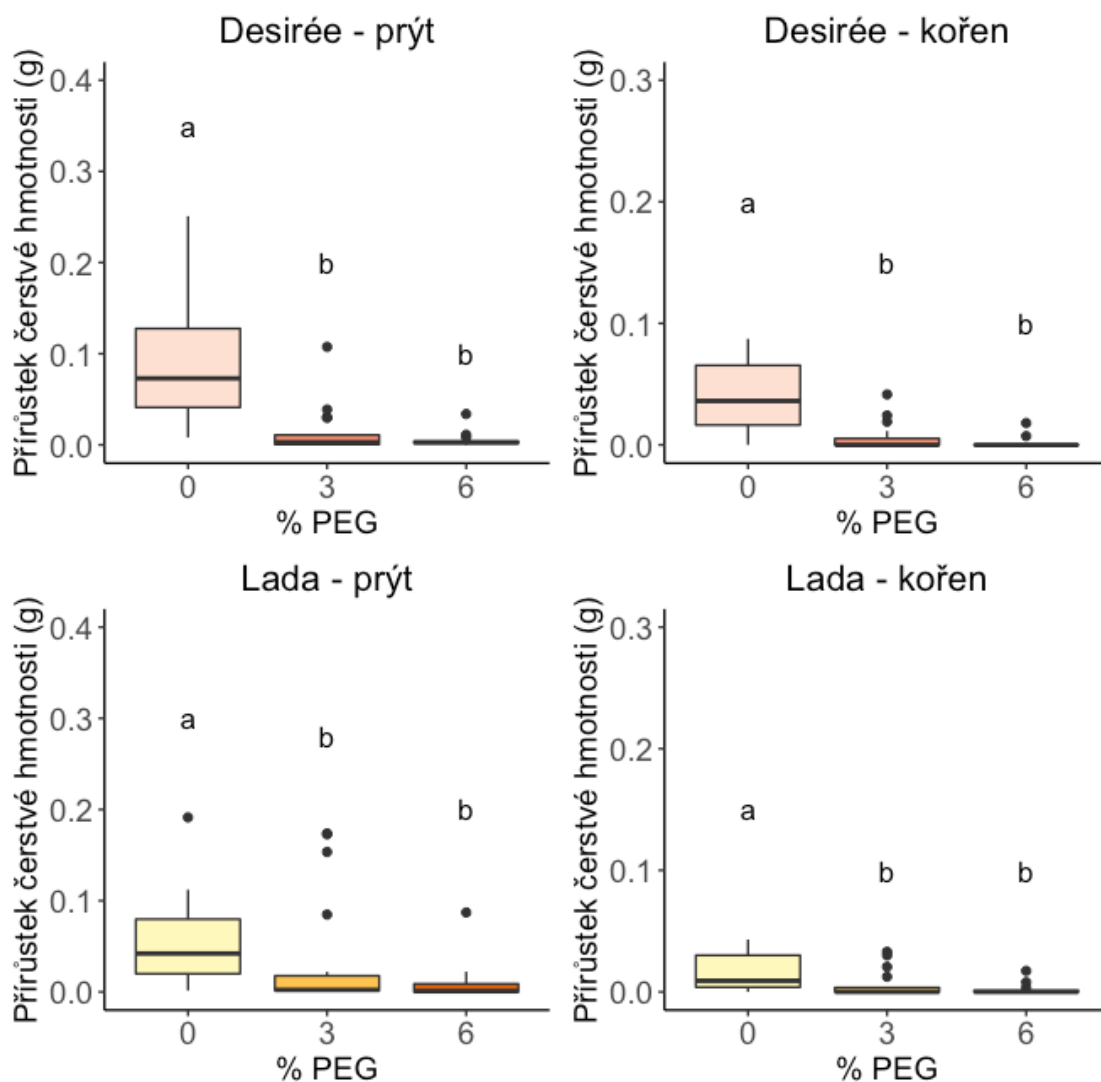 Desirée - prýt
Přírůstek čerstvé hmotnosti (g)
0.4
0.3
0.2
0.1
0.0
a
b
b
0 3 6
% PEG
Desirée - kořen
Přírůstek čerstvé hmotnosti (g)
0.3
0.2
0.1
0.0
a
b
b
0 3 6
% PEG
Lada - prýt
Přírůstek čerstvé hmotnosti (g)
0.4
0.3
0.2
0.1
0.0
a
b
b
0 3 6
% PEG
Lada - kořen
Přírůstek čerstvé hmotnosti (g)
0.3
0.2
0.1
0.0
a
b
b
0 3 6
% PEG